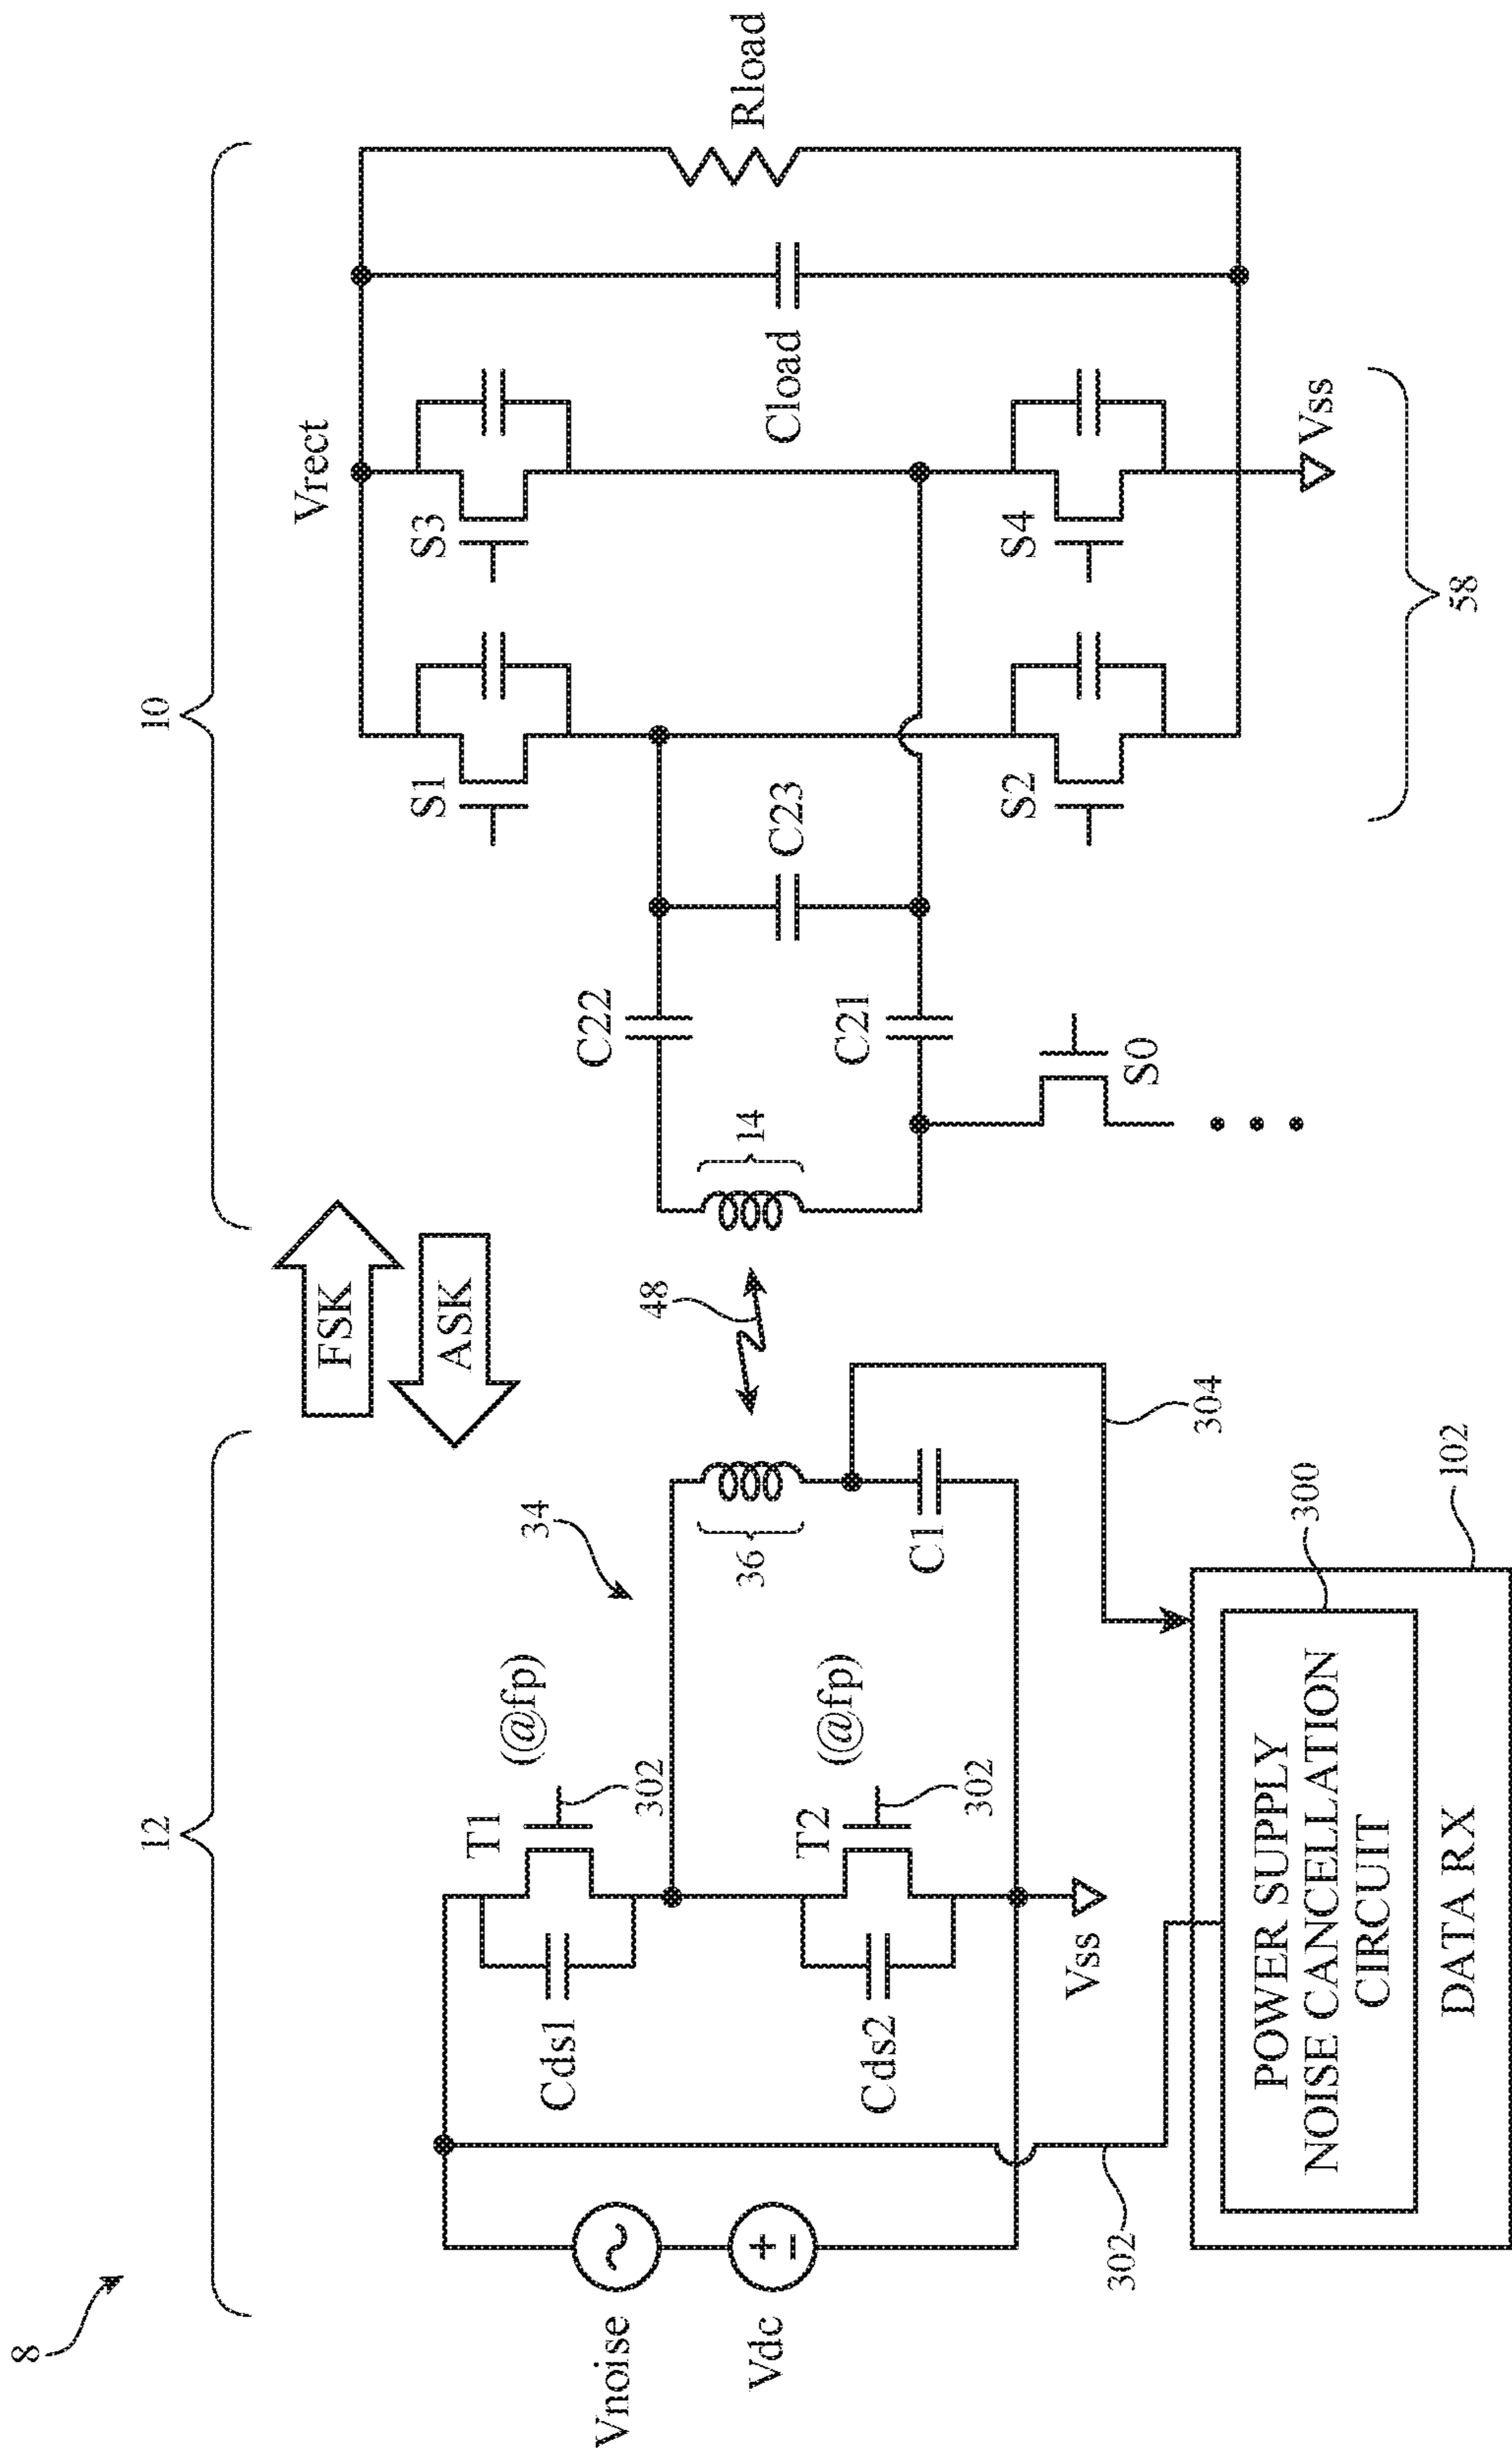 8
12
10
FSK
ASK
Vrect
T1
(@fp)
302
Cds1
34
36
48
14
C22
C23
C21
S1
S3
Cload
Rload
Vnoise
Vdc
T2
(@fp)
302
Cds2
C1
Vss
304
S0
S2
S4
Vss
58
302
300
102
POWER SUPPLY
NOISE CANCELLATION
CIRCUIT
DATA RX